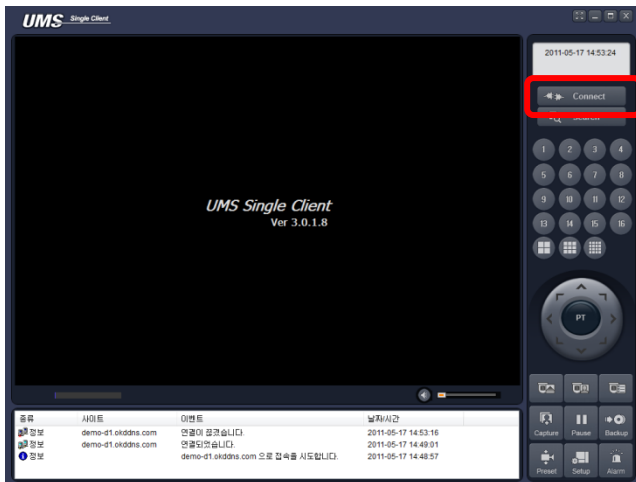 UMS Single Client
2011-05-17 14:53:24
Connect
Search
UMS Single Client
Ver 3.0.1.8
1 2 3 4
5 6 7 8
9 10 11 12
13 14 15 16
PT
Capture Pause Backup
Preset Setup Alarm
종류 사이트 이벤트 날짜/시간
정보 demo-d1.okddns.com 연결이 끊겼습니다. 2011-05-17 14:53:16
정보 demo-d1.okddns.com 연결되었습니다. 2011-05-17 14:49:01
정보 demo-d1.okddns.com 으로 접속을 시도합니다. 2011-05-17 14:48:57